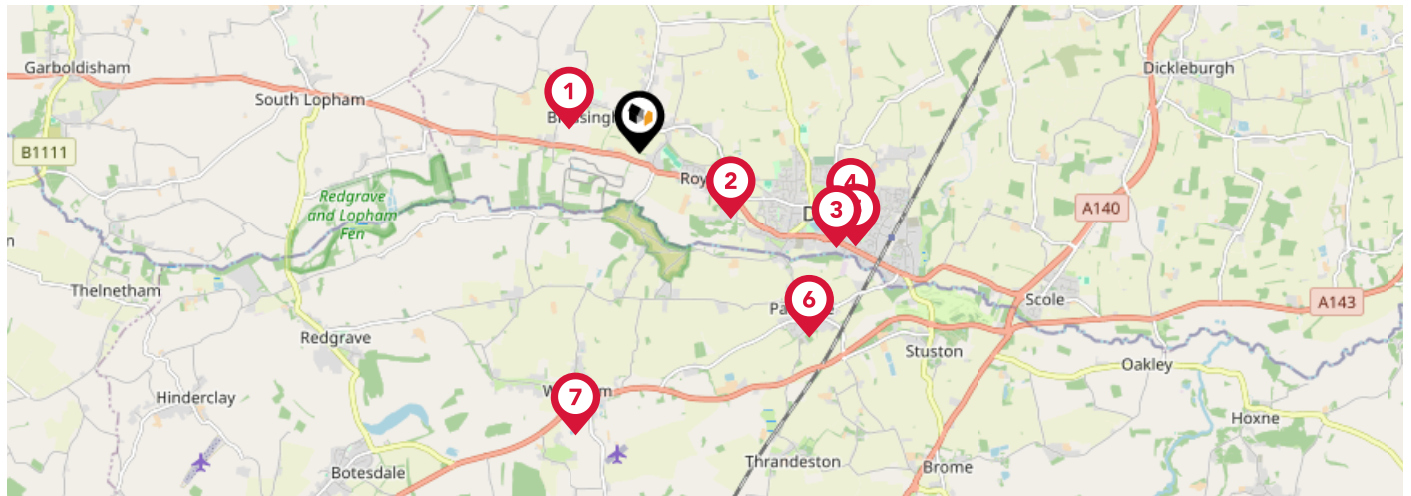 Garboldisham
South Lopham
Dickleburgh
1
B1111
2
4
3
Redgrave
and Lopham
Fen
A140
Thelnetham
6
Scole
A143
Redgrave
Stuston
Oakley
7
Hinderclay
Hoxne
Botesdale
Thrandeston
Brome